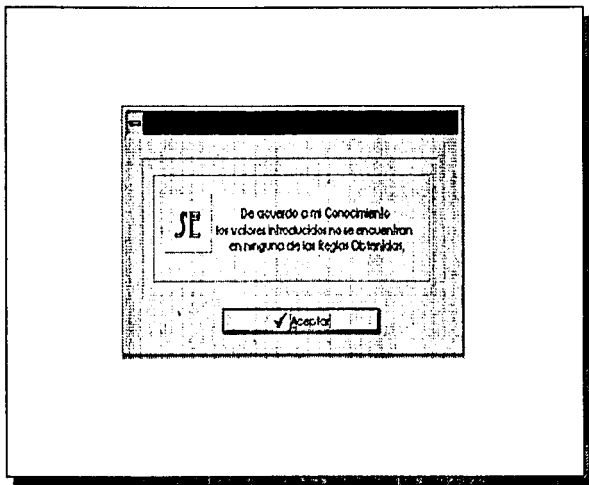 SE
De acuerdo a mi Conocimiento
los valores introducidos no se encuentran
en ninguna de las Reglas Obtenidas.
Aceptar